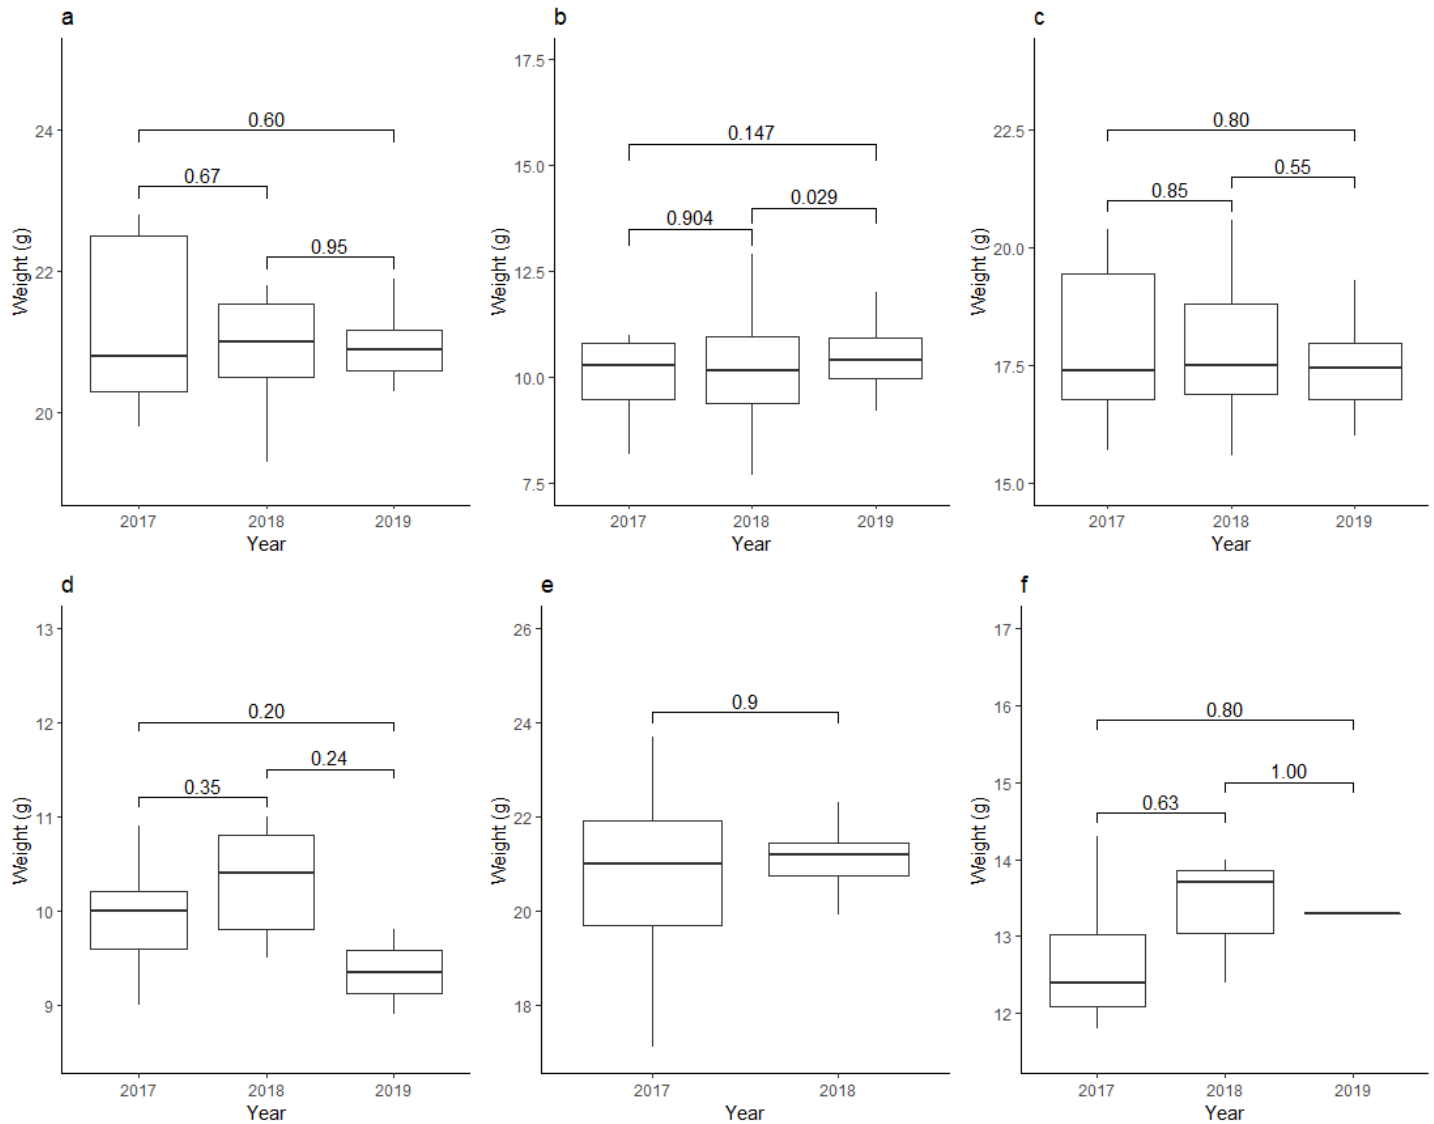 a
24
22
20
Weight (g)
0.60
0.67
0.95
2017 2018 2019
Year
b
17.5
15.0
12.5
10.0
7.5
Weight (g)
0.147
0.029
0.904
2017 2018 2019
Year
c
22.5
20.0
17.5
15.0
Weight (g)
0.80
0.55
0.85
2017 2018 2019
Year
d
13
12
11
10
9
Weight (g)
0.20
0.24
0.35
2017 2018 2019
Year
e
26
24
22
20
18
Weight (g)
0.9
2017 2018
Year
f
17
16
15
14
13
12
Weight (g)
0.80
1.00
0.63
2017 2018 2019
Year